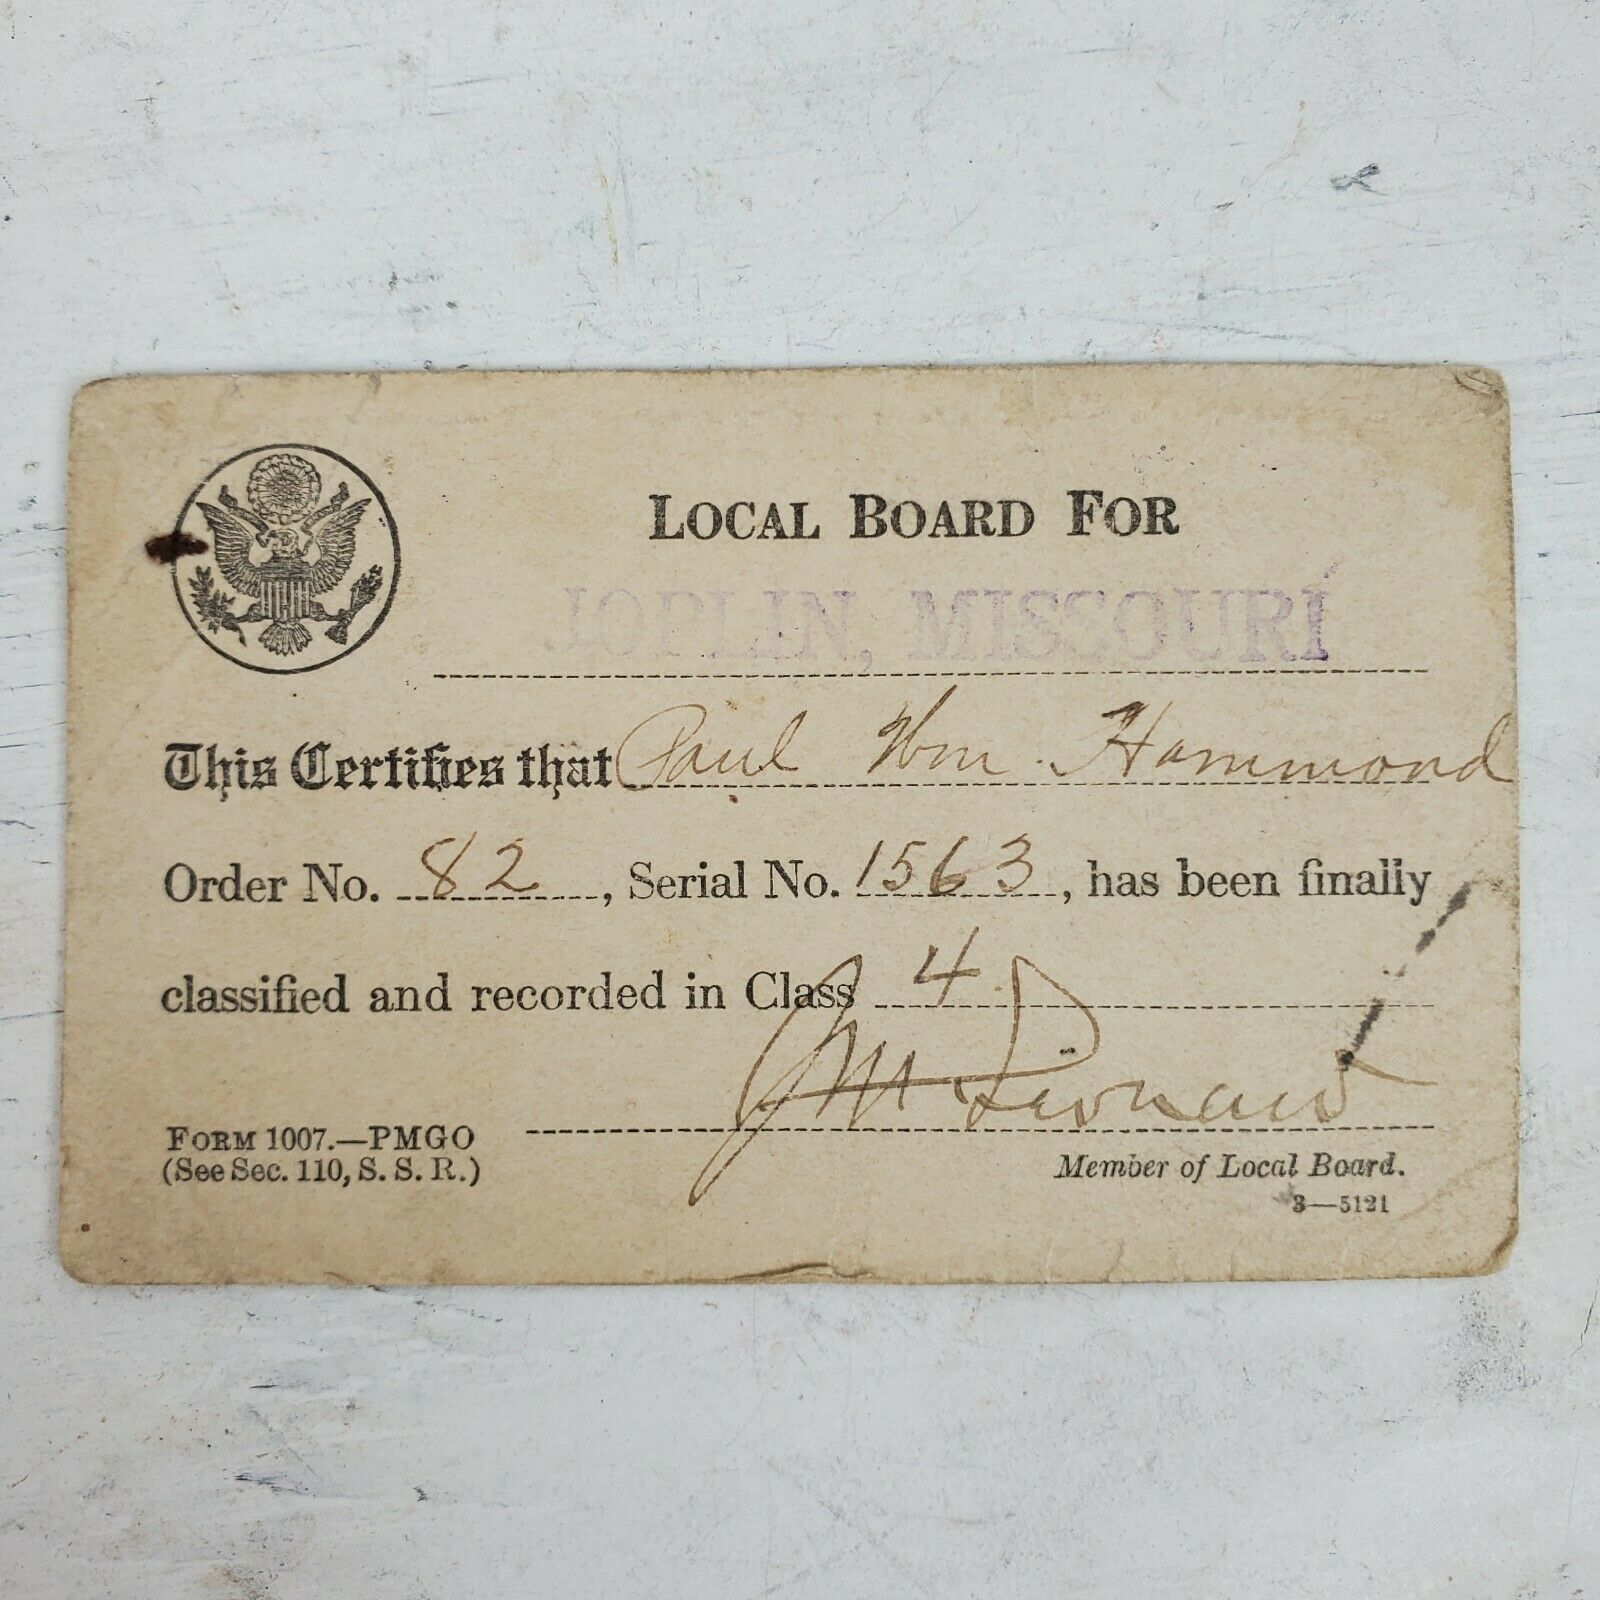 LOCAL BOARD FOR
JOPLIN, MISSOURI
This Certifies that Paul Wm. Hammond
Order No. 82, Serial No. 1563, has been finally
classified and recorded in Class 4
FORM 1007.—PMGO
(See Sec. 110, S. S. R.)
Member of Local Board.
3—5121